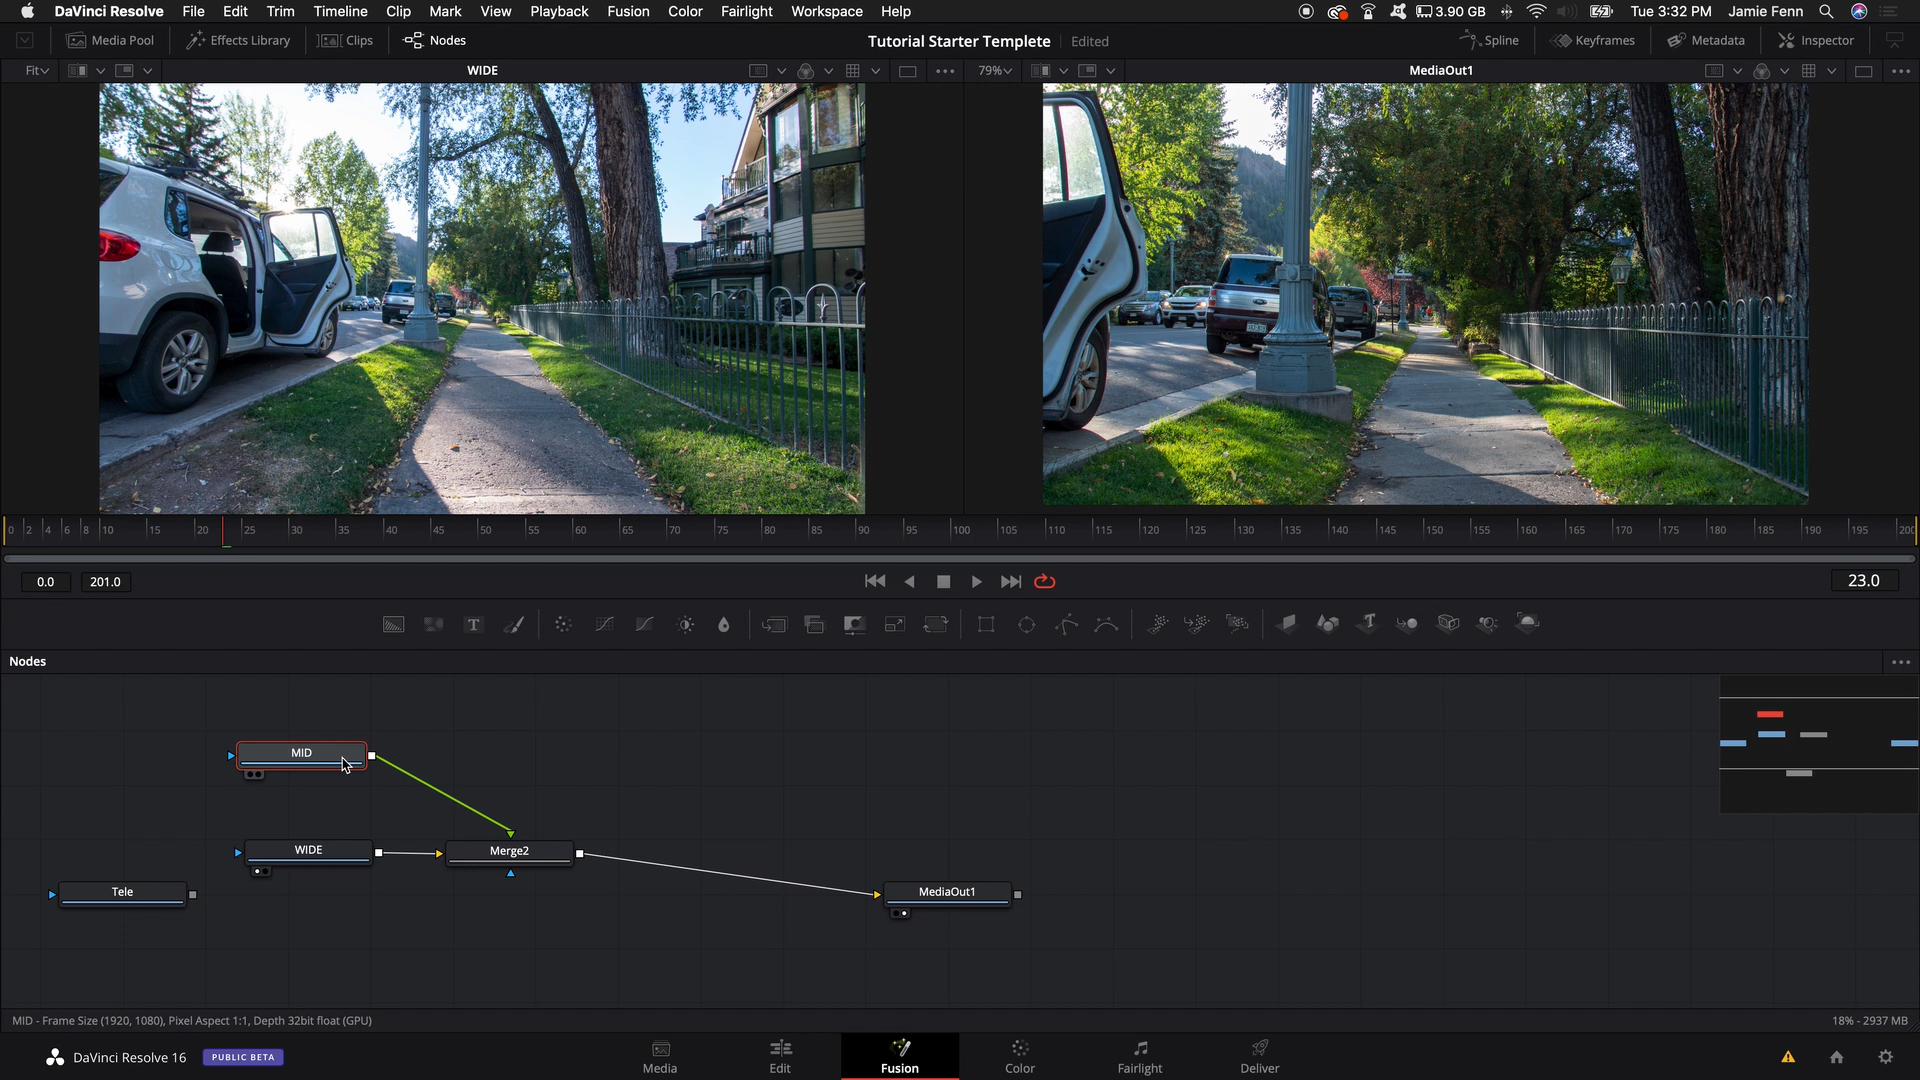 DaVinci Resolve File Edit Trim Timeline Clip Mark View Playback Fusion Color Fairlight Workspace Help 3.90 GB Tue 3:32 PM Jamie Fenn
Media Pool Effects Library Clips Nodes Tutorial Starter Templete Edited Spline Keyframes Metadata Inspector
Fit WIDE 79% MediaOut1
0 2 4 6 8 10 15 20 25 30 35 40 45 50 55 60 65 70 75 80 85 90 95 100 105 110 115 120 125 130 135 140 145 150 155 160 165 170 175 180 185 190 195 200
0.0 201.0 23.0
T T
Nodes
MID
WIDE Merge2
Tele MediaOut1
MID - Frame Size (1920, 1080), Pixel Aspect 1:1, Depth 32bit float (GPU) 18% - 2937 MB
DaVinci Resolve 16 PUBLIC BETA Media Edit Fusion Color Fairlight Deliver